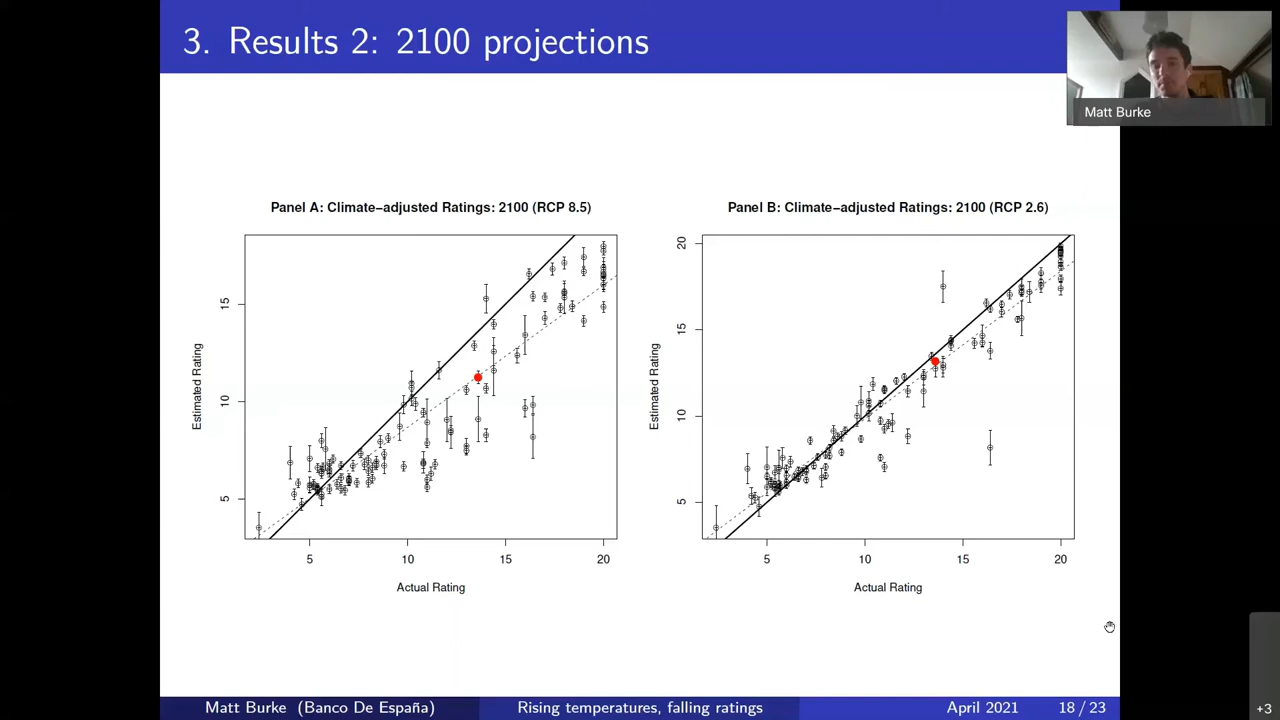 3. Results 2: 2100 projections
Matt Burke
Panel A: Climate−adjusted Ratings: 2100 (RCP 8.5)
15
10
5
Estimated Rating
5 10 15 20
Actual Rating
Panel B: Climate−adjusted Ratings: 2100 (RCP 2.6)
20
15
10
5
Estimated Rating
5 10 15 20
Actual Rating
Matt Burke (Banco De España) Rising temperatures, falling ratings April 2021 18 / 23
+3